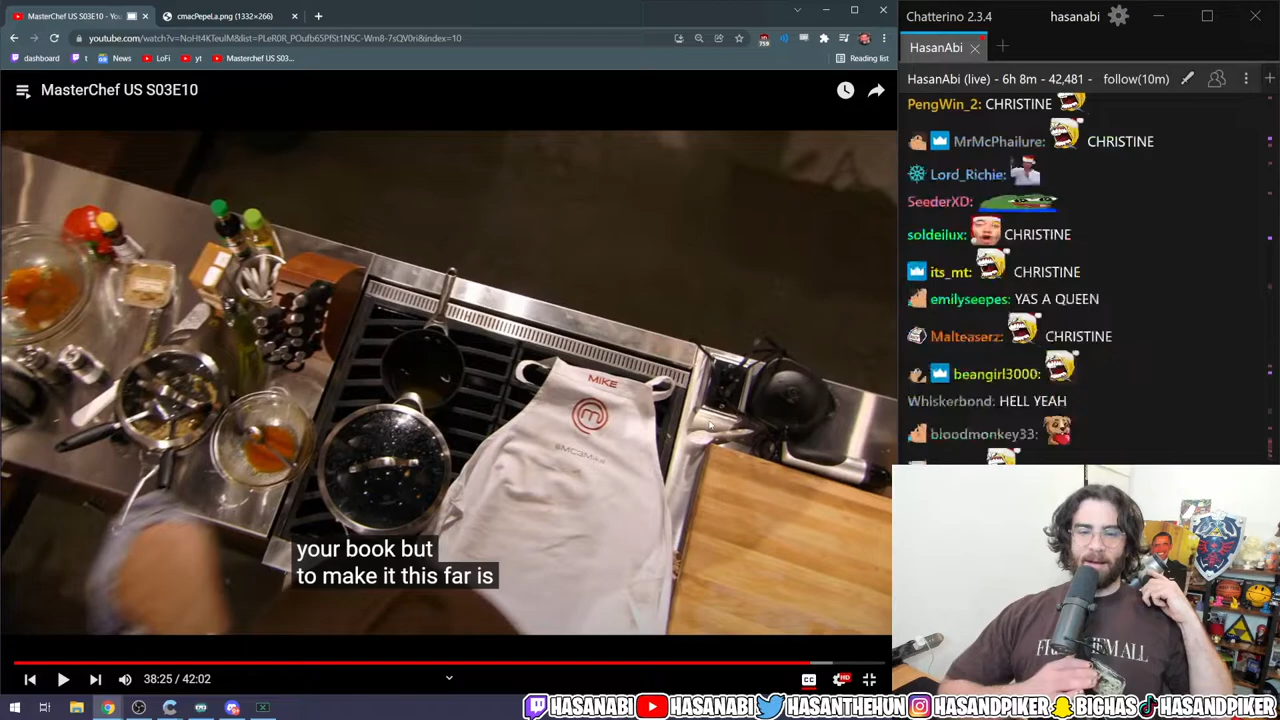 MasterChef US S03E10 - Yo
cmacPepeLa.png (1332×266)
youtube.com/watch?v=NoHt4KTeulM&list=PLeR0R_POufb65PfSt1N5C-Wm8-7sQV0ri&index=10
dashboard
t
News
LoFi
yt
Masterchef US S03...
Reading list
MasterChef US S03E10
MIKE
your book but
to make it this far is
38:25 / 42:02
CC
HD
Chatterino 2.3.4
hasanabi
HasanAbi
HasanAbi (live) - 6h 8m - 42,481 -
follow(10m)
PengWin_2: CHRISTINE
MrMcPhailure: CHRISTINE
Lord_Richie:
SeederXD:
soldeilux: CHRISTINE
its_mt: CHRISTINE
emilyseepes: YAS A QUEEN
Malteaserz: CHRISTINE
beangirl3000:
Whiskerbond: HELL YEAH
bloodmonkey33:
HASANABI
HASANABI
HASANTHEHUN
HASANDPIKER
BIGHAS
HASANDPIKER